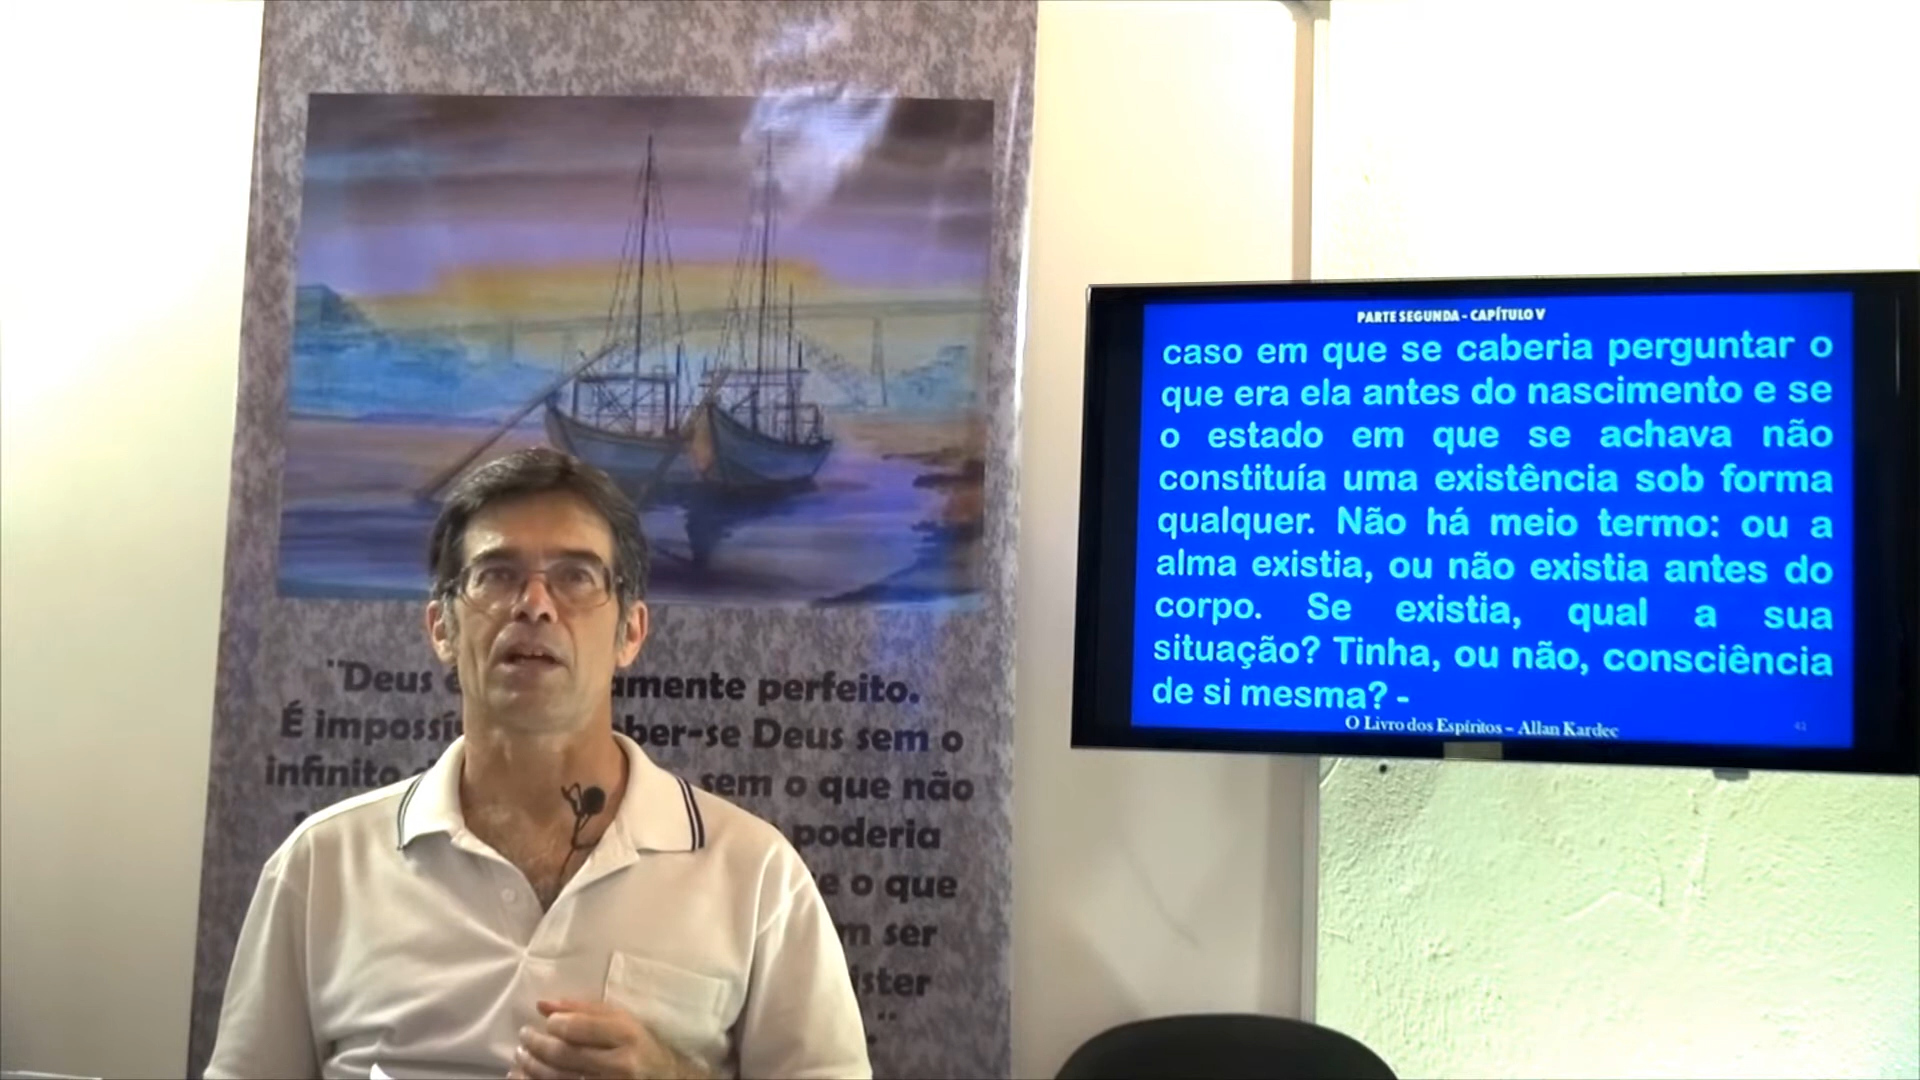 ¨Deus é amente perfeito.
É impossí ber-se Deus sem o
infinito sem o que não
poderia
e o que
m ser
ister
¨
PARTE SEGUNDA - CAPÍTULO V
caso em que se caberia perguntar o
que era ela antes do nascimento e se
o estado em que se achava não
constituía uma existência sob forma
qualquer. Não há meio termo: ou a
alma existia, ou não existia antes do
corpo. Se existia, qual a sua
situação? Tinha, ou não, consciência
de si mesma? -
O Livro dos Espíritos – Allan Kardec